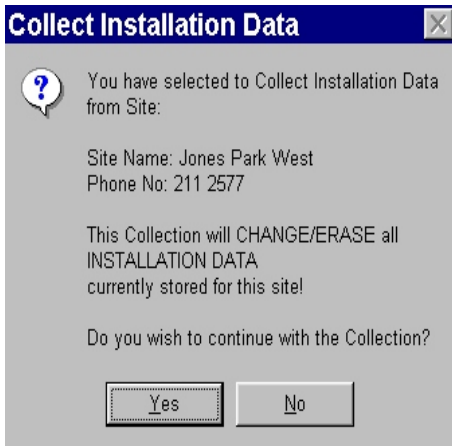 Collect Installation Data
You have selected to Collect Installation Data
from Site:
Site Name: Jones Park West
Phone No: 211 2577
This Collection will CHANGE/ERASE all
INSTALLATION DATA
currently stored for this site!
Do you wish to continue with the Collection?
Yes No